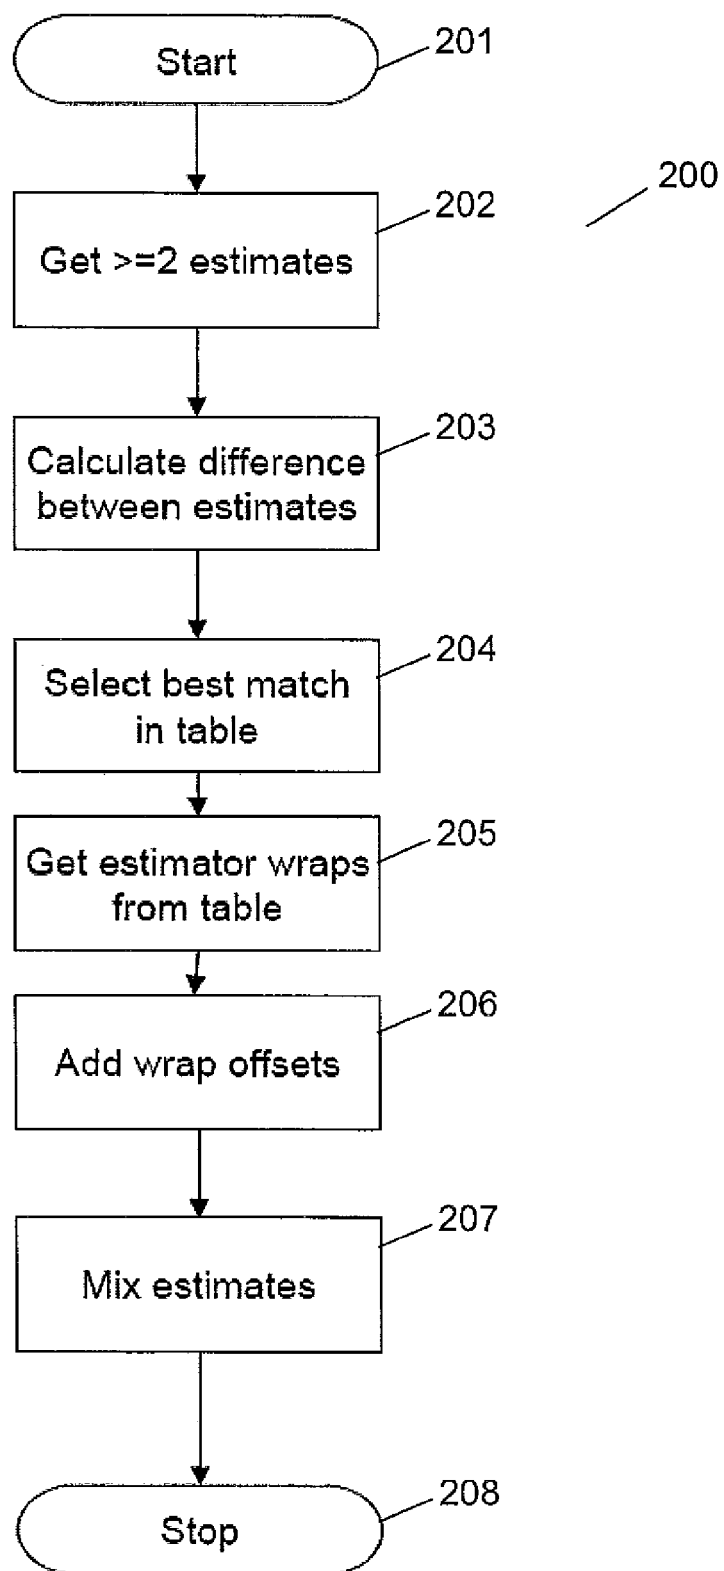 Start
201
200
202
Get >=2 estimates
203
Calculate difference
between estimates
204
Select best match
in table
205
Get estimator wraps
from table
206
Add wrap offsets
207
Mix estimates
208
Stop